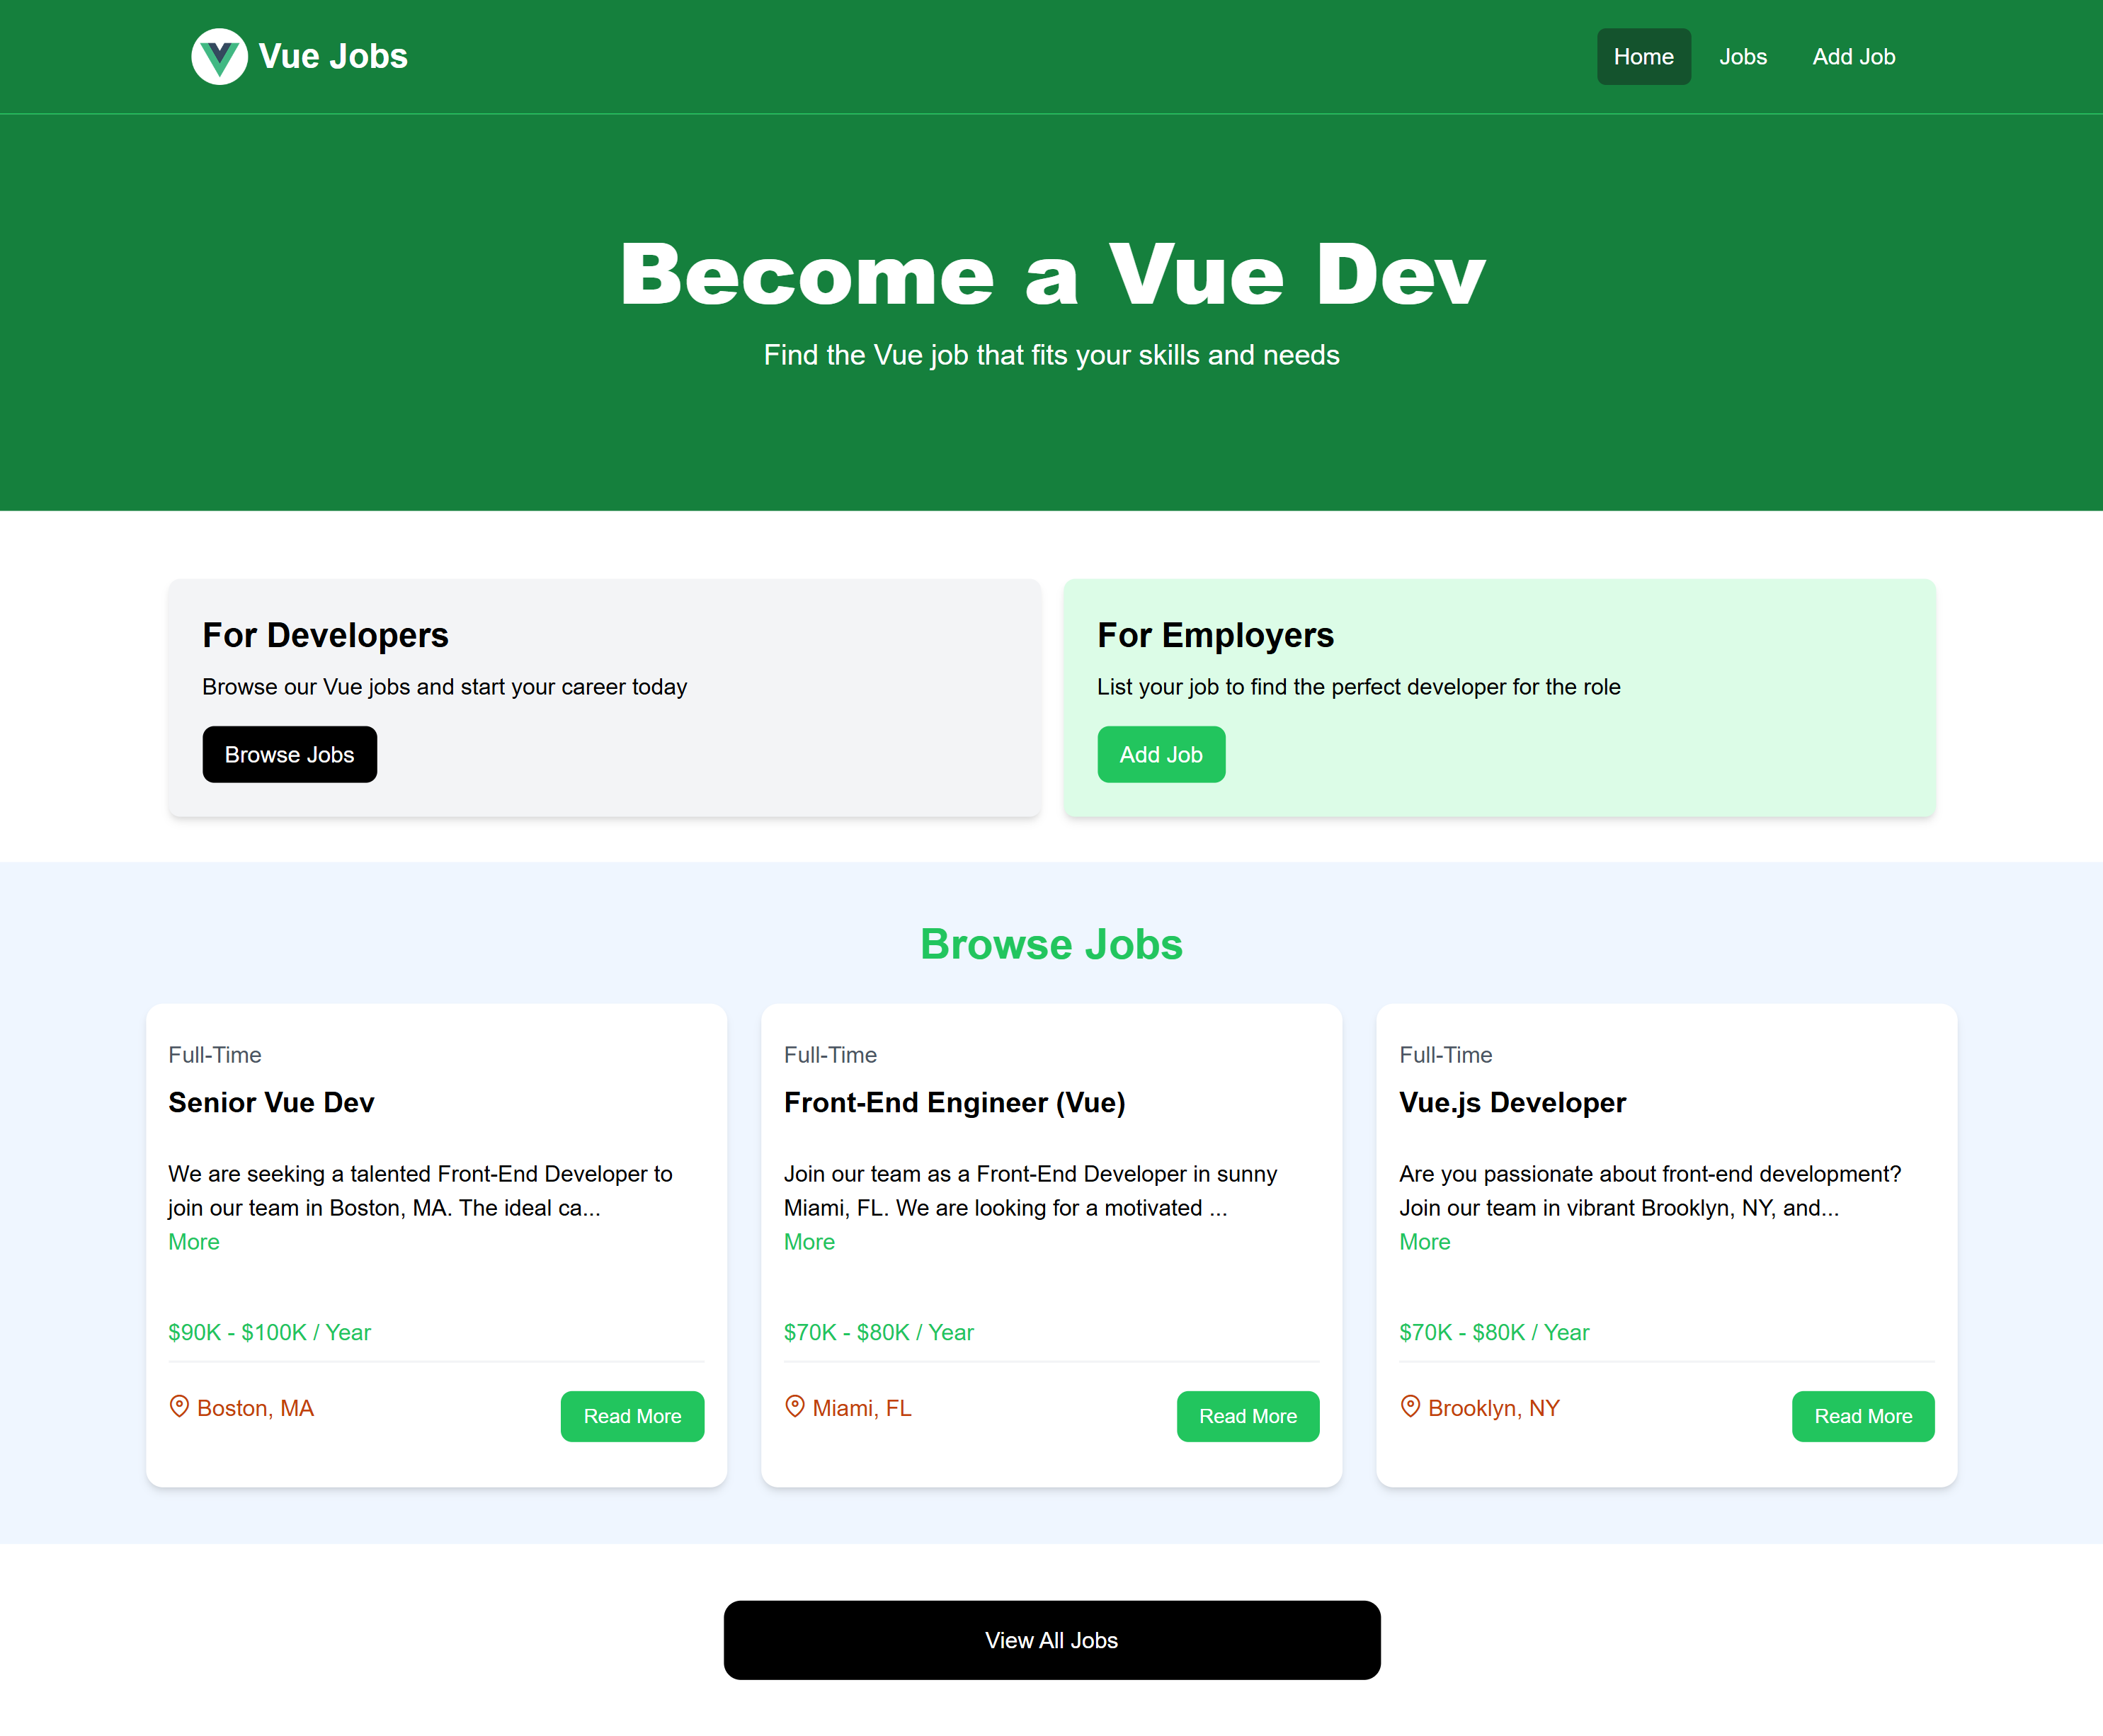 Vue Jobs
Home
Jobs
Add Job
Become a Vue Dev
Find the Vue job that fits your skills and needs
For Developers
Browse our Vue jobs and start your career today
Browse Jobs
For Employers
List your job to find the perfect developer for the role
Add Job
Browse Jobs
Full-Time
Senior Vue Dev
We are seeking a talented Front-End Developer to
join our team in Boston, MA. The ideal ca...
More
$90K - $100K / Year
Boston, MA
Read More
Full-Time
Front-End Engineer (Vue)
Join our team as a Front-End Developer in sunny
Miami, FL. We are looking for a motivated ...
More
$70K - $80K / Year
Miami, FL
Read More
Full-Time
Vue.js Developer
Are you passionate about front-end development?
Join our team in vibrant Brooklyn, NY, and...
More
$70K - $80K / Year
Brooklyn, NY
Read More
View All Jobs